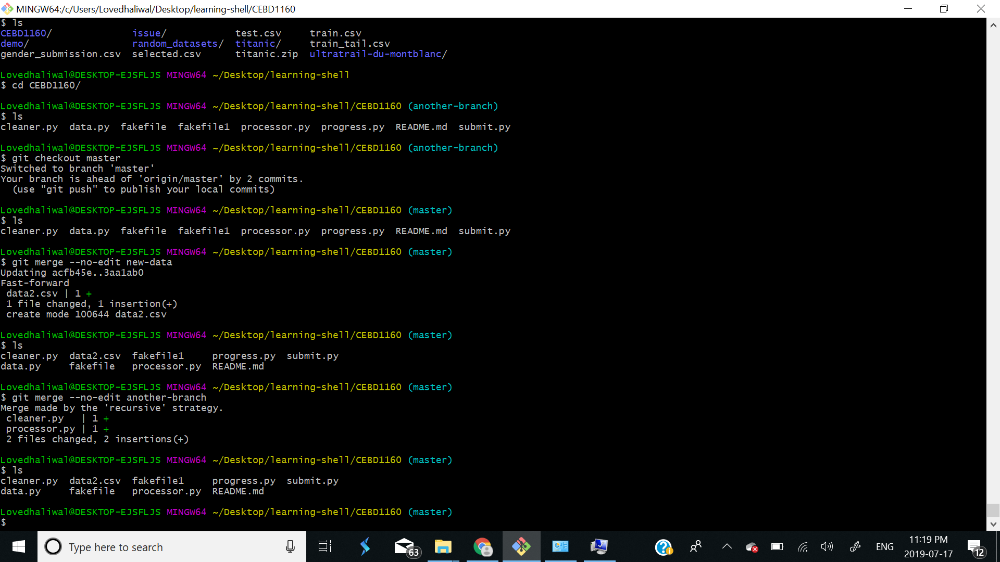 MINGW64:/c/Users/Lovedhaliwal/Desktop/learning-shell/CEBD1160
$ ls
CEBD1160/              issue/            test.csv     train.csv
demo/                  random_datasets/  titanic/     train_tail.csv
gender_submission.csv  selected.csv      titanic.zip  ultratrail-du-montblanc/
Lovedhaliwal@DESKTOP-EJSFLJS MINGW64 ~/Desktop/learning-shell
$ cd CEBD1160/
Lovedhaliwal@DESKTOP-EJSFLJS MINGW64 ~/Desktop/learning-shell/CEBD1160 (another-branch)
$ ls
cleaner.py  data.py  fakefile  fakefile1  processor.py  progress.py  README.md  submit.py
Lovedhaliwal@DESKTOP-EJSFLJS MINGW64 ~/Desktop/learning-shell/CEBD1160 (another-branch)
$ git checkout master
Switched to branch 'master'
Your branch is ahead of 'origin/master' by 2 commits.
  (use "git push" to publish your local commits)
Lovedhaliwal@DESKTOP-EJSFLJS MINGW64 ~/Desktop/learning-shell/CEBD1160 (master)
$ ls
cleaner.py  data.py  fakefile  fakefile1  processor.py  progress.py  README.md  submit.py
Lovedhaliwal@DESKTOP-EJSFLJS MINGW64 ~/Desktop/learning-shell/CEBD1160 (master)
$ git merge --no-edit new-data
Updating acfb45e..3aa1ab0
Fast-forward
 data2.csv | 1 +
 1 file changed, 1 insertion(+)
 create mode 100644 data2.csv
Lovedhaliwal@DESKTOP-EJSFLJS MINGW64 ~/Desktop/learning-shell/CEBD1160 (master)
$ ls
cleaner.py  data2.csv  fakefile1     progress.py  submit.py
data.py     fakefile   processor.py  README.md
Lovedhaliwal@DESKTOP-EJSFLJS MINGW64 ~/Desktop/learning-shell/CEBD1160 (master)
$ git merge --no-edit another-branch
Merge made by the 'recursive' strategy.
 cleaner.py   | 1 +
 processor.py | 1 +
 2 files changed, 2 insertions(+)
Lovedhaliwal@DESKTOP-EJSFLJS MINGW64 ~/Desktop/learning-shell/CEBD1160 (master)
$ ls
cleaner.py  data2.csv  fakefile1     progress.py  submit.py
data.py     fakefile   processor.py  README.md
Lovedhaliwal@DESKTOP-EJSFLJS MINGW64 ~/Desktop/learning-shell/CEBD1160 (master)
$
Type here to search
63
ENG
11:19 PM
2019-07-17
12